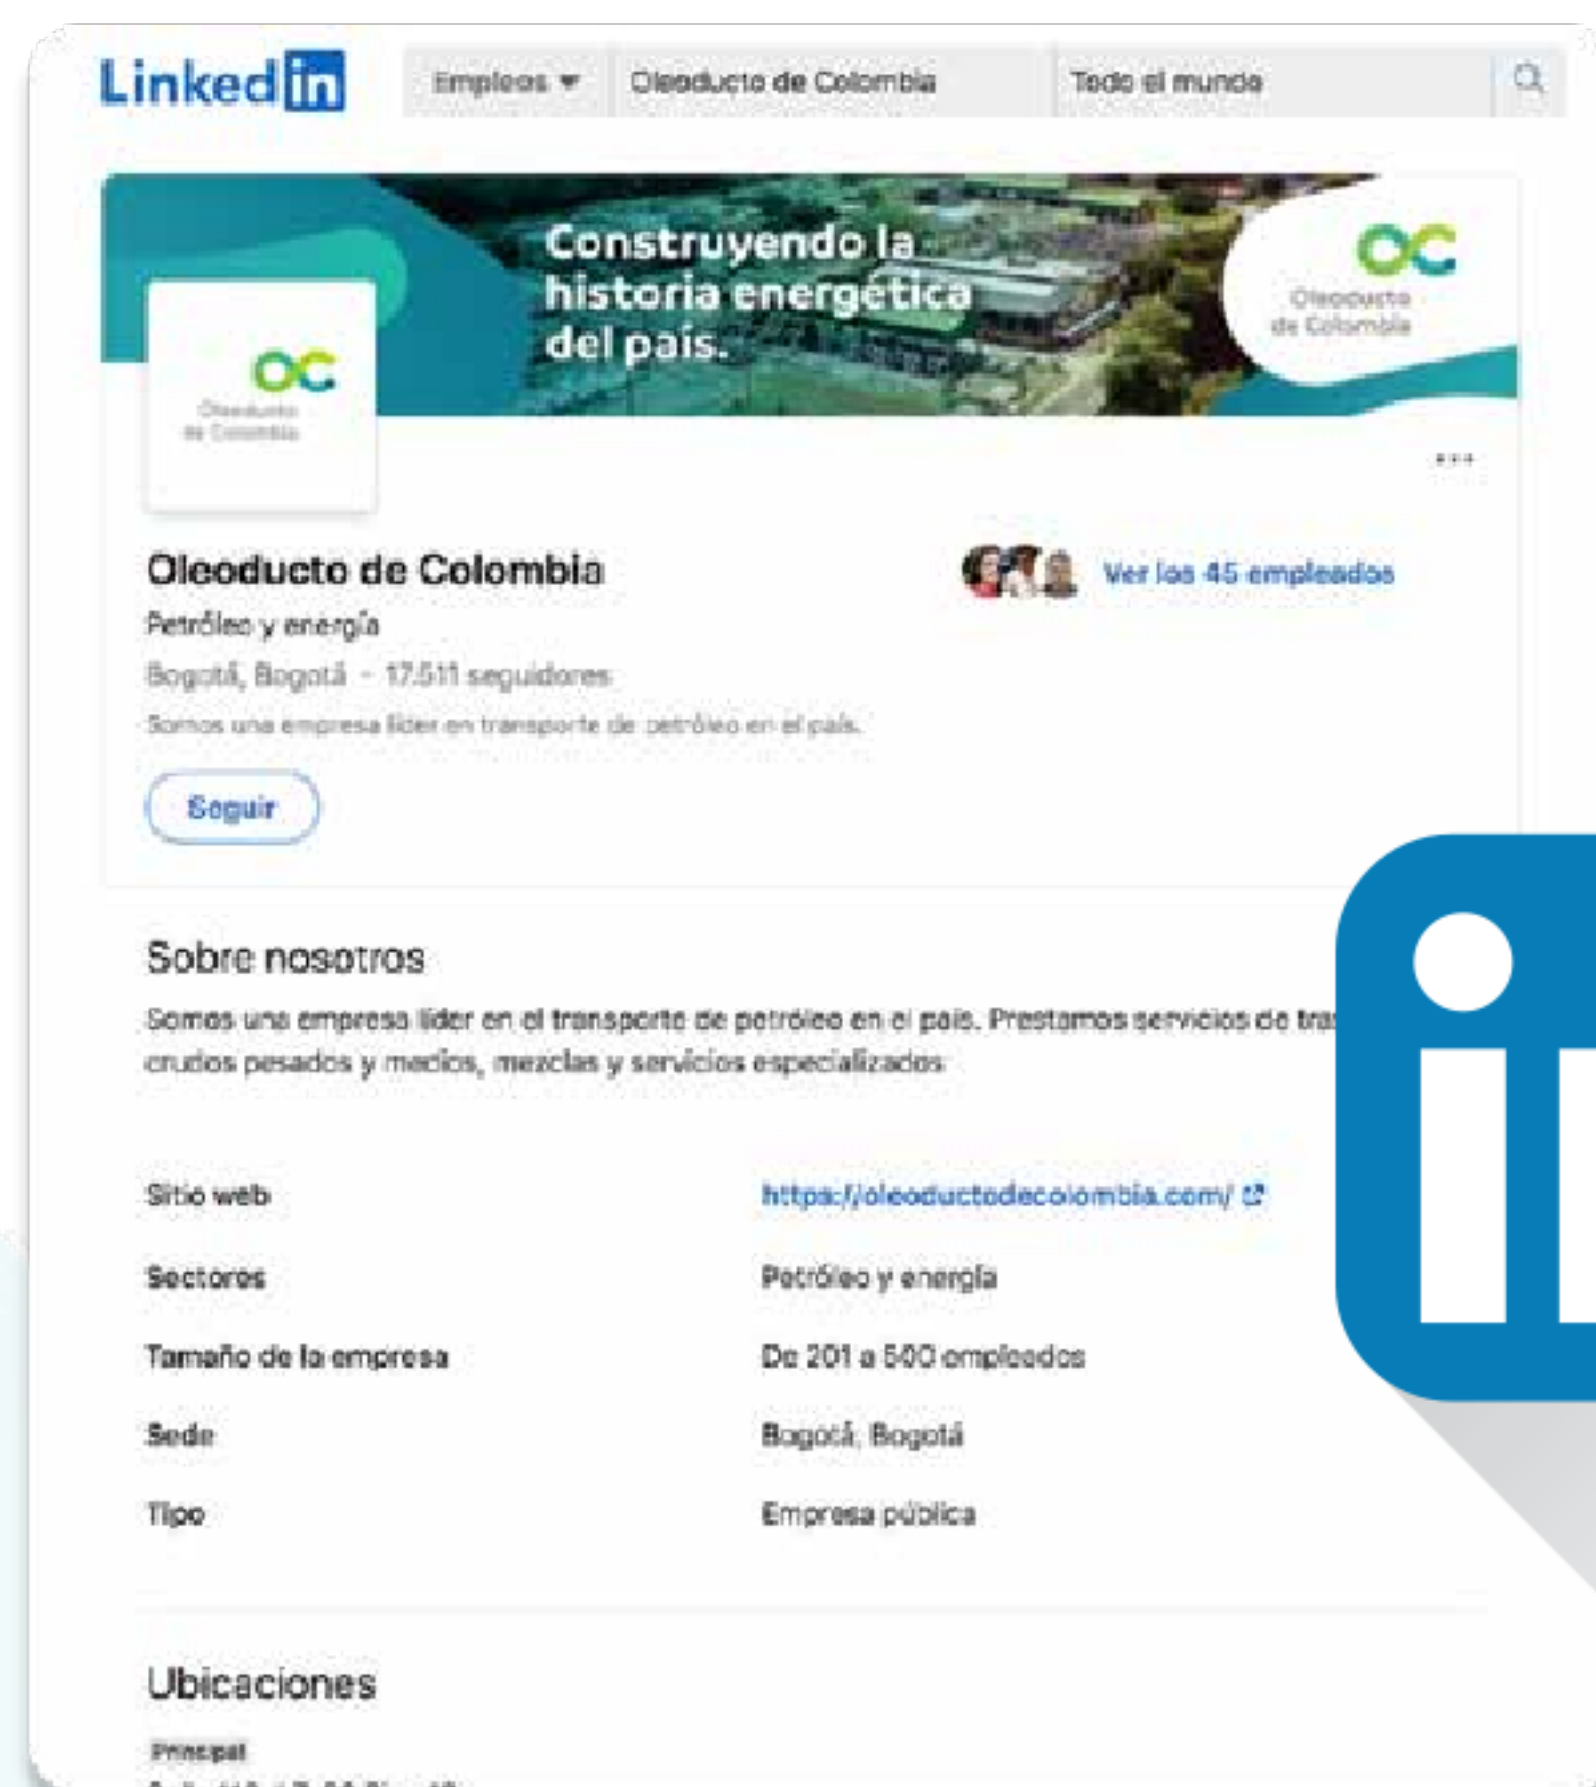 Linked in
Empleos Oleoducto de Colombia Todo el mundo
Construyendo la
historia energética
del país.
OC
Oleoducto
de Colombia
OC
Oleoducto
de Colombia
Oleoducto de Colombia
Ver los 45 empleados
Petróleo y energía
Bogotá, Bogotá - 17.511 seguidores
Somos una empresa líder en transporte de petróleo en el país.
Seguir
Sobre nosotros
Somos una empresa líder en el transporte de petróleo en el país. Prestamos servicios de
crudos pesados y medios, mezclas y servicios especializados
Sitio web https://oleoductodecolombia.com/
Sectores Petróleo y energía
Tamaño de la empresa De 201 a 500 empleados
Sede Bogotá, Bogotá
Tipo Empresa pública
Ubicaciones
Principal